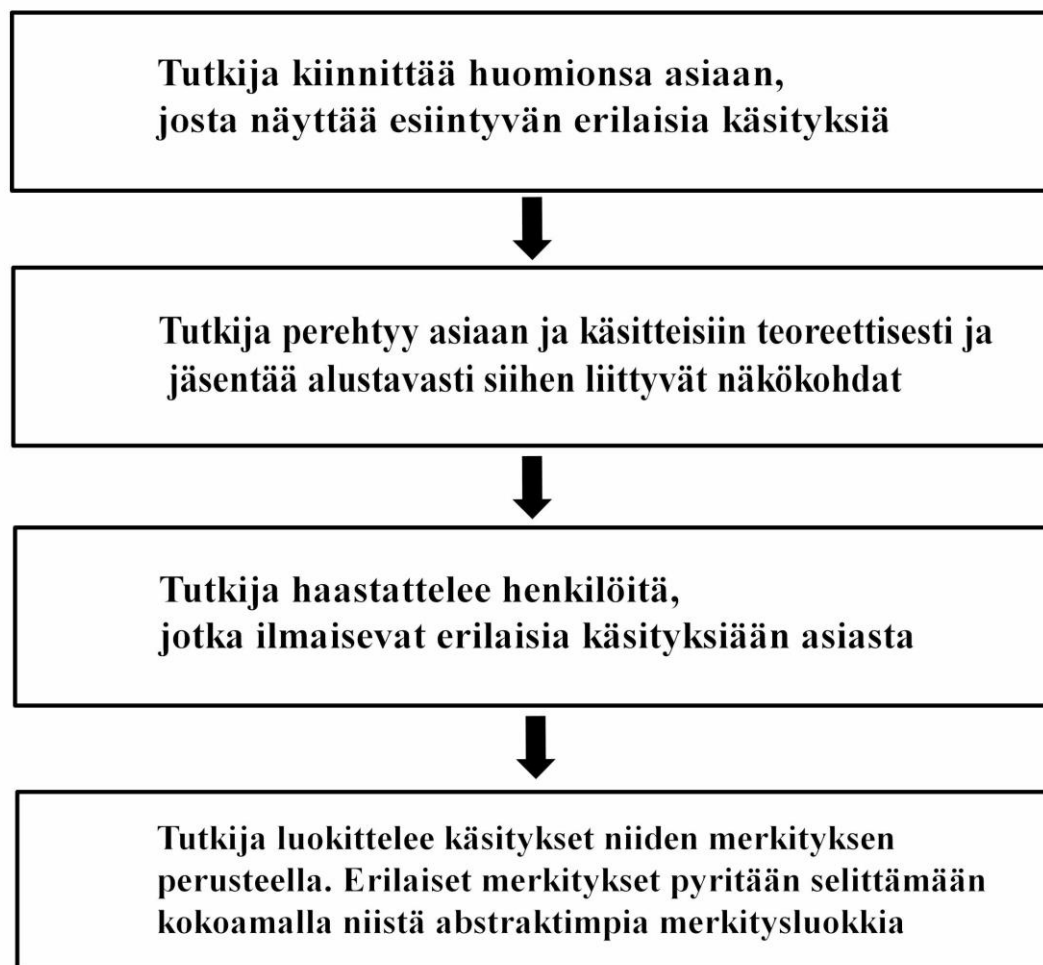 Tutkija kiinnittää huomionsa asiaan,
josta näyttää esiintyvän erilaisia käsityksiä
Tutkija perehtyy asiaan ja käsitteisiin teoreettisesti ja
jäsentää alustavasti siihen liittyvät näkökohdat
Tutkija haastattelee henkilöitä,
jotka ilmaisevat erilaisia käsityksiään asiasta
Tutkija luokittelee käsitykset niiden merkityksen
perusteella. Erilaiset merkitykset pyritään selittämään
kokoamalla niistä abstraktimpia merkitysluokkia